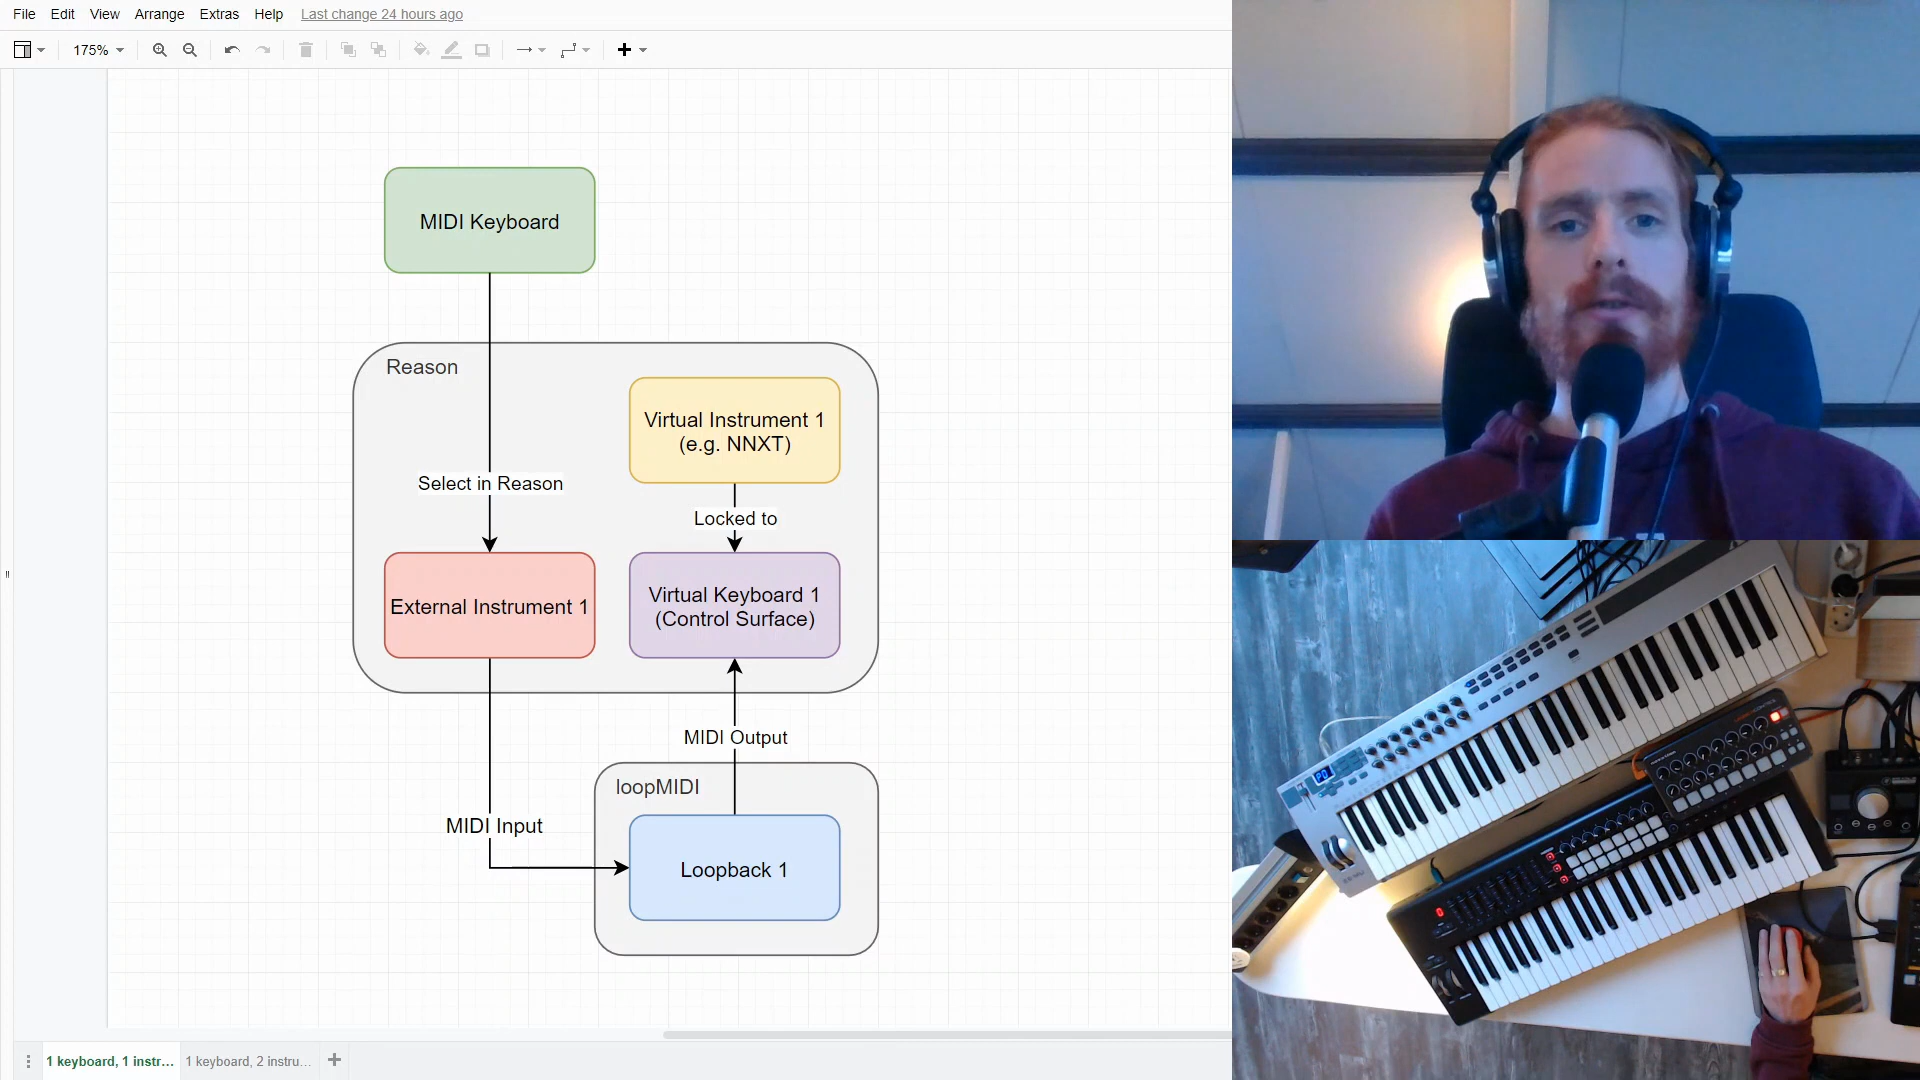 File Edit View Arrange Extras Help Last change 24 hours ago
175%
MIDI Keyboard
Reason
Virtual Instrument 1
(e.g. NNXT)
Select in Reason
Locked to
External Instrument 1
Virtual Keyboard 1
(Control Surface)
MIDI Output
loopMIDI
MIDI Input
Loopback 1
1 keyboard, 1 instr... 1 keyboard, 2 instru...